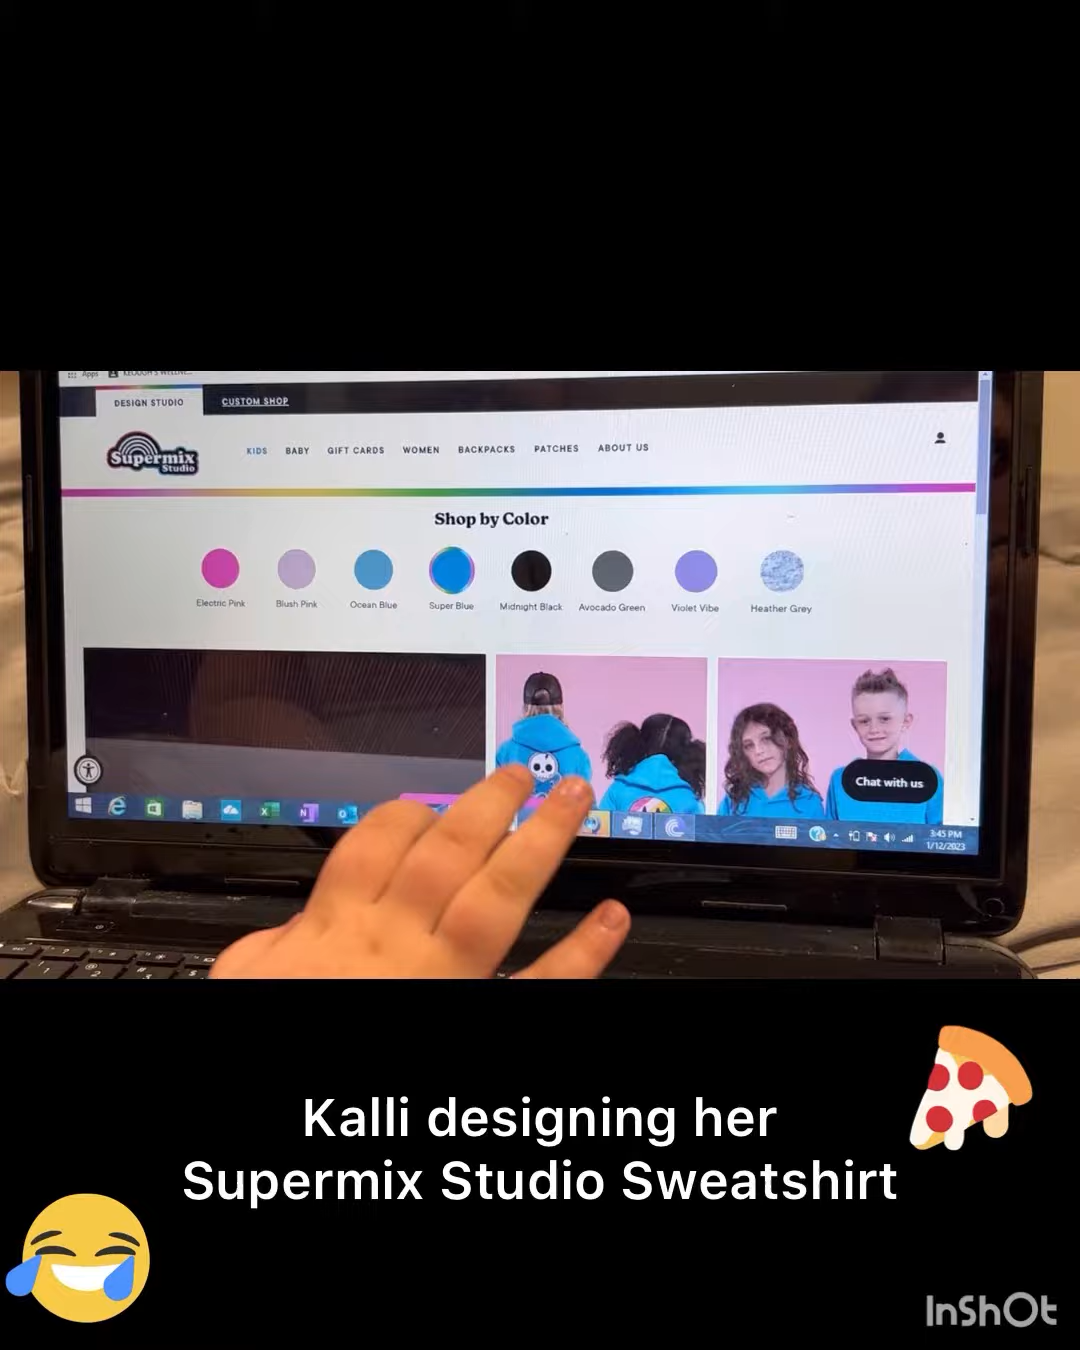 Apps
DESIGN STUDIO
CUSTOM SHOP
Supermix
Studio
KIDS BABY GIFT CARDS WOMEN BACKPACKS PATCHES ABOUT US
Shop by Color
Electric Pink Blush Pink Ocean Blue Super Blue Midnight Black Avocado Green Violet Vibe Heather Grey
Chat with us
3:45 PM
1/12/2023
Kalli designing her
Supermix Studio Sweatshirt
InShOt